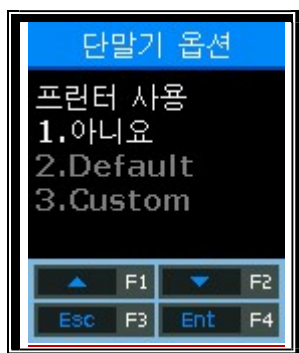 단말기 옵션
프린터 사용
1.아니요
2.Default
3.Custom
▲ F1 ▼ F2
Esc F3 Ent F4